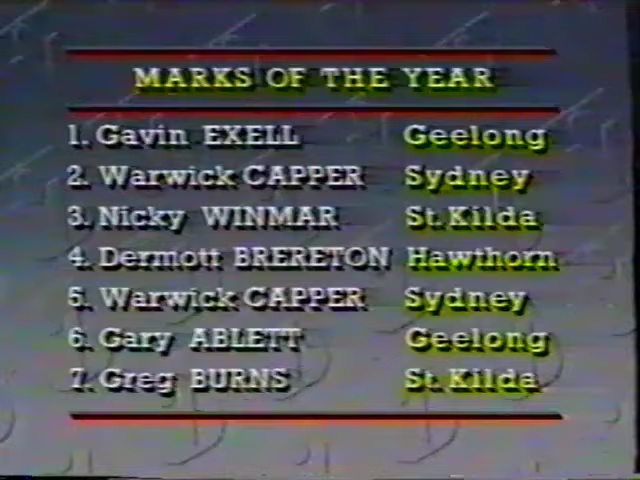 MARKS OF THE YEAR
1. Gavin EXELL Geelong
2. Warwick CAPPER Sydney
3. Nicky WINMAR St. Kilda
4. Dermott BRERETON Hawthorn
5. Warwick CAPPER Sydney
6. Gary ABLETT Geelong
7. Greg BURNS St. Kilda